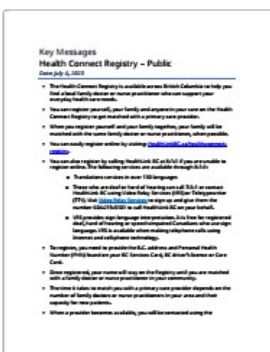 Key Messages
Health Connect Registry – Public
Date: July 4, 2023
The Health Connect Registry is available across British Columbia to help you
find a local family doctor or nurse practitioner who can support your
everyday health care needs.
You can register yourself, your family and anyone in your care on the Health
Connect Registry to get matched with a primary care provider.
When you register yourself and your family together, your family will be
matched with the same family doctor or nurse practitioner, when possible.
You can easily register online by visiting:
You can also register by calling HealthLink BC at 8-1-1 if you are unable to
register online. The following services are available through 8-1-1:
Translations services in over 130 languages
Those who are deaf or hard of hearing can call 7-1-1 or contact
HealthLink BC using Video Relay Services (VRS) or Teletypewriter
(TTY). Visit Video Relay Services to sign up and give them the
number to call HealthLink BC on your behalf.
VRS provides sign language interpretation. It is free for registered
deaf, hard of hearing or speech impaired Canadians who use sign
language. VRS is available when making telephone calls using
internet and cellphone technology.
To register, you need to provide the B.C. address and Personal Health
Number (PHN) found on your BC Services Card, BC driver's license or Care
Card.
Once registered, your name will stay on the Registry until you are matched
with a family doctor or nurse practitioner in your community.
The time it takes to match you with a primary care provider depends on the
number of family doctors or nurse practitioners in your area and their
capacity for new patients.
When a provider becomes available, you will be contacted using the